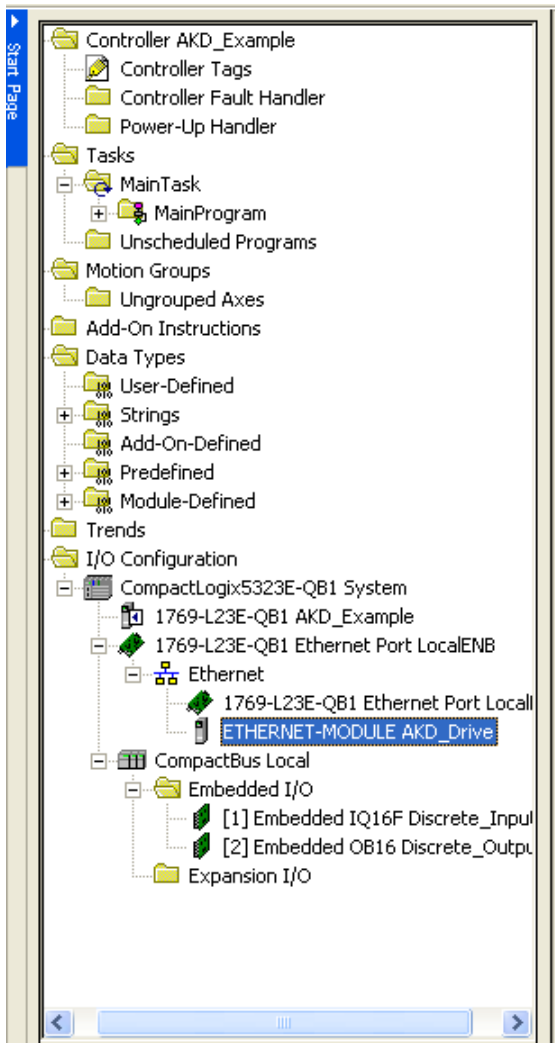 Start Page
Controller AKD_Example
Controller Tags
Controller Fault Handler
Power-Up Handler
Tasks
MainTask
MainProgram
Unscheduled Programs
Motion Groups
Ungrouped Axes
Add-On Instructions
Data Types
User-Defined
Strings
Add-On-Defined
Predefined
Module-Defined
Trends
I/O Configuration
CompactLogix5323E-QB1 System
1769-L23E-QB1 AKD_Example
1769-L23E-QB1 Ethernet Port LocalENB
Ethernet
1769-L23E-QB1 Ethernet Port Locall
ETHERNET-MODULE AKD_Drive
CompactBus Local
Embedded I/O
[1] Embedded IQ16F Discrete_Input
[2] Embedded OB16 Discrete_Outpu
Expansion I/O